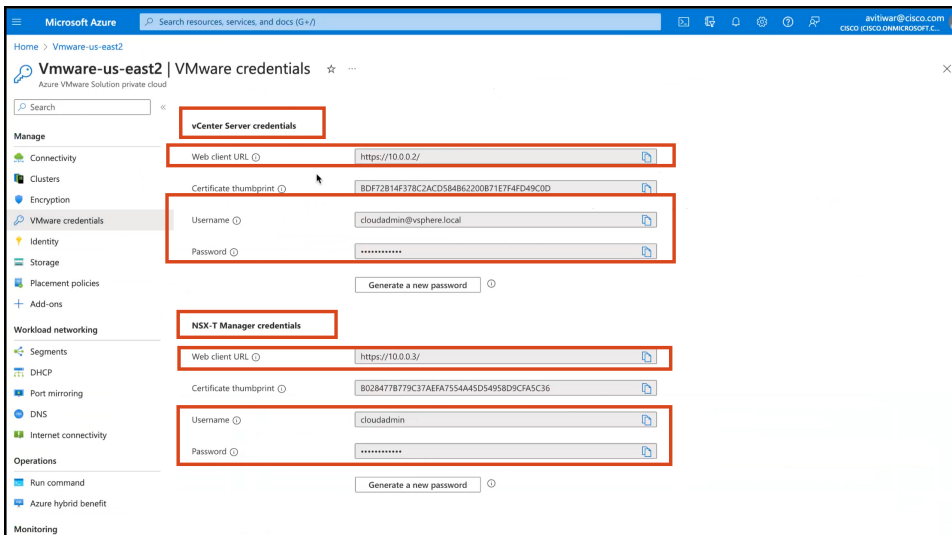 Microsoft Azure
Search resources, services, and docs (G+/)
avitiwar@cisco.com
CISCO (CISCO.ONMICROSOFT.C...
Home > Vmware-us-east2
Vmware-us-east2 | VMware credentials
Azure VMware Solution private cloud
Search
Manage
Connectivity
Clusters
Encryption
VMware credentials
Identity
Storage
Placement policies
Add-ons
Workload networking
Segments
DHCP
Port mirroring
DNS
Internet connectivity
Operations
Run command
Azure hybrid benefit
Monitoring
vCenter Server credentials
Web client URL https://10.0.0.2/
Certificate thumbprint BDF72B14F378C2ACD584B62200B71E7F4FD49C0D
Username cloudadmin@vsphere.local
Password ••••••••••••
Generate a new password
NSX-T Manager credentials
Web client URL https://10.0.0.3/
Certificate thumbprint B028477B779C37AEFA7554A45D54958D9CFA5C36
Username cloudadmin
Password ••••••••••••
Generate a new password